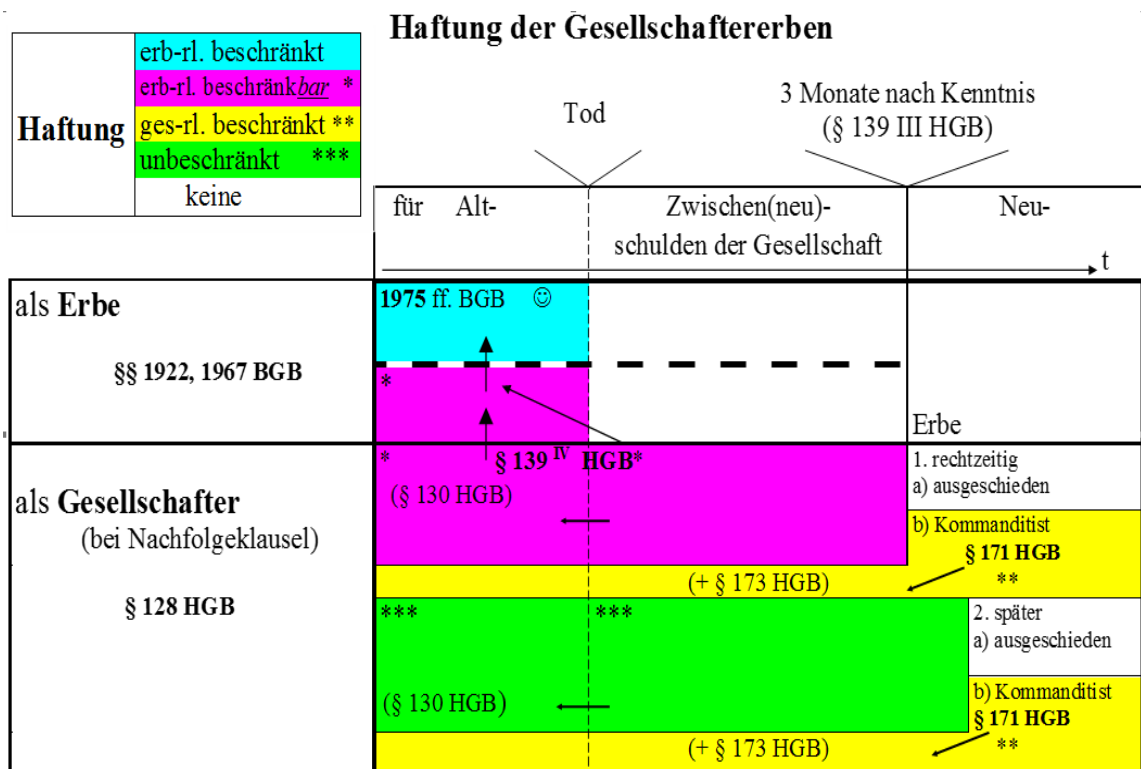 Haftung der Gesellschaftererben
Haftung
erb-rl. beschränkt
erb-rl. beschränkbar *
ges-rl. beschränkt **
unbeschränkt ***
keine
Tod
3 Monate nach Kenntnis
(§ 139 III HGB)
für Alt-
Zwischen(neu)-
Neu-
schulden der Gesellschaft
t
als Erbe
§§ 1922, 1967 BGB
1975 ff. BGB ☺
*
Erbe
als Gesellschafter
(bei Nachfolgeklausel)
§ 128 HGB
* § 139 IV HGB*
(§ 130 HGB)
1. rechtzeitig
a) ausgeschieden
b) Kommanditist
§ 171 HGB
**
(+ § 173 HGB)
*** ***
(§ 130 HGB)
2. später
a) ausgeschieden
b) Kommanditist
§ 171 HGB
**
(+ § 173 HGB)